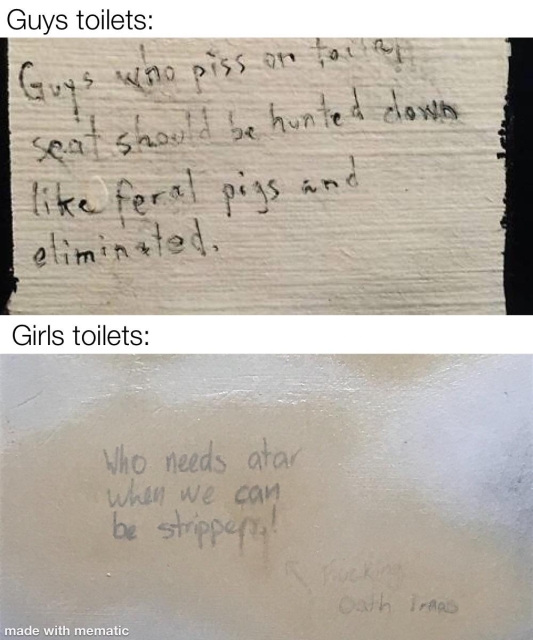 Guys toilets:
Guys who piss on toilet
seat should be hunted down
like feral pigs and
eliminated.
Girls toilets:
Who needs atar
when we can
be strippers!
Fucking
Oath
made with mematic